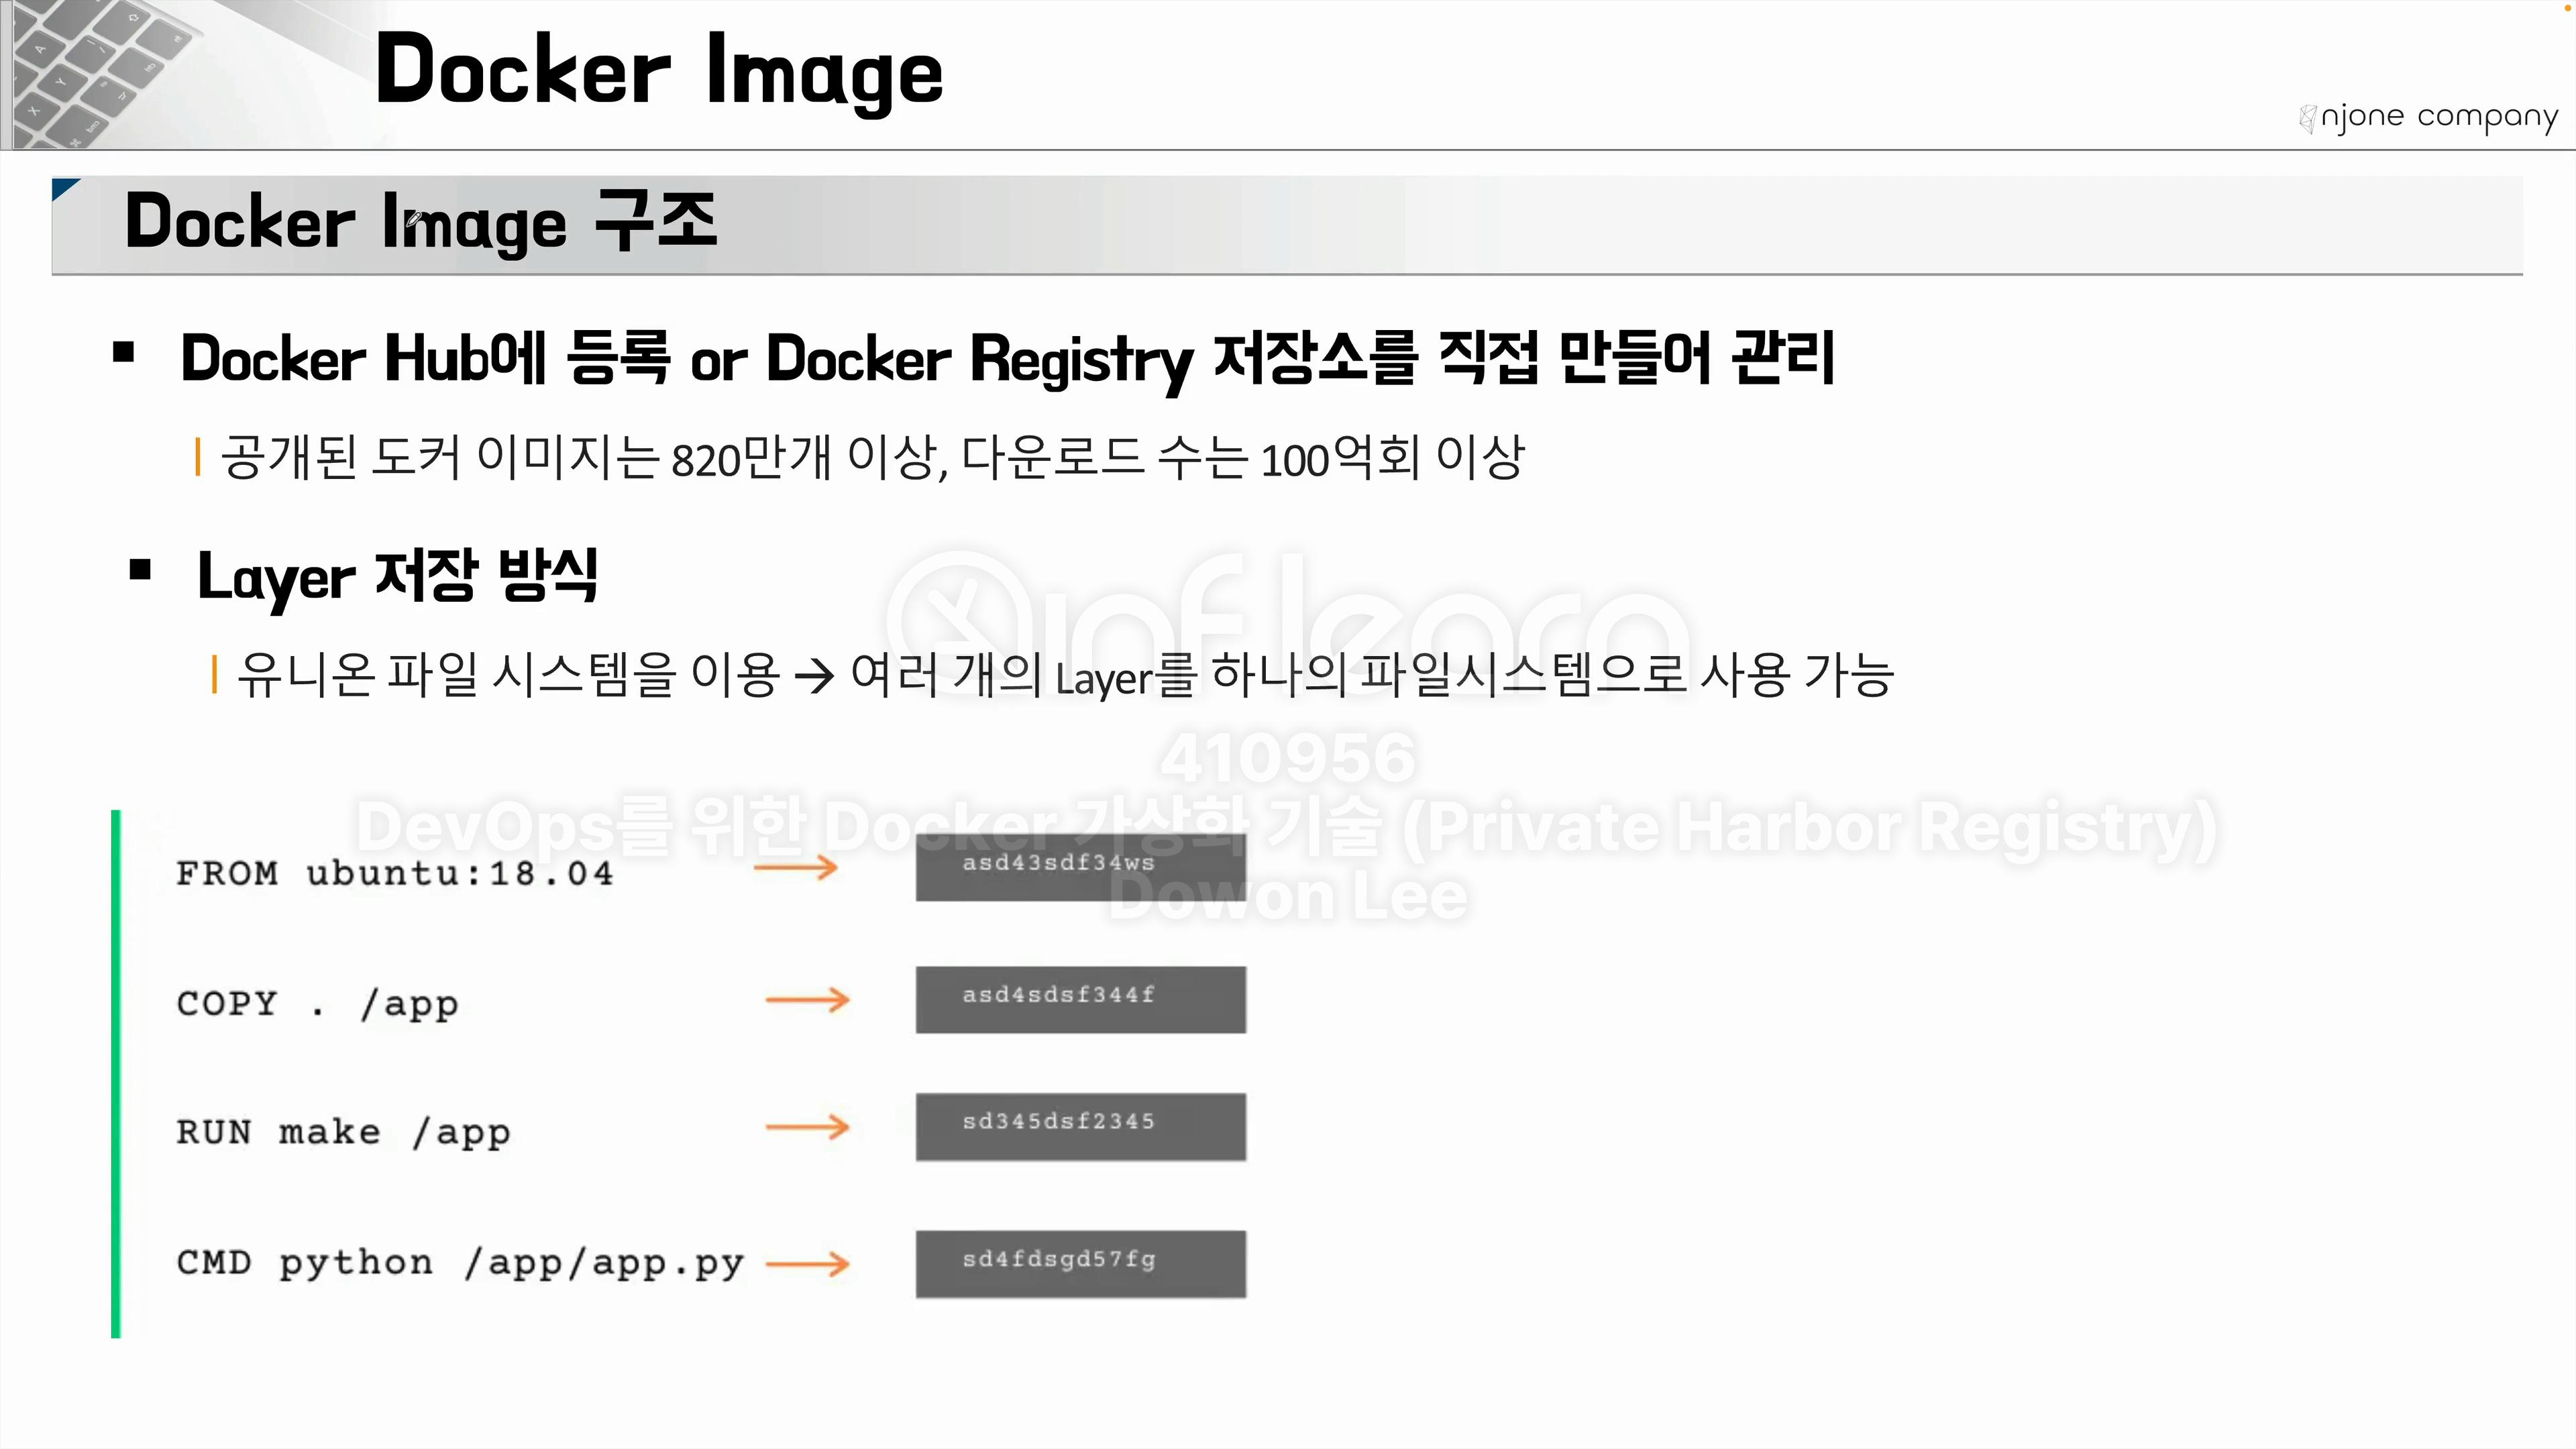 Docker Image
njone company
Docker Image 구조
▪ Docker Hub에 등록 or Docker Registry 저장소를 직접 만들어 관리
공개된 도커 이미지는 820만개 이상, 다운로드 수는 100억회 이상
▪ Layer 저장 방식
유니온 파일 시스템을 이용 → 여러 개의 Layer를 하나의 파일시스템으로 사용 가능
inflearn
410956
DevOps를 위한 Docker 가상화 기술 (Private Harbor Registry)
Dowon Lee
FROM ubuntu:18.04 → asd43sdf34ws
COPY . /app → asd4sdsf344f
RUN make /app → sd345dsf2345
CMD python /app/app.py → sd4fdsgd57fg